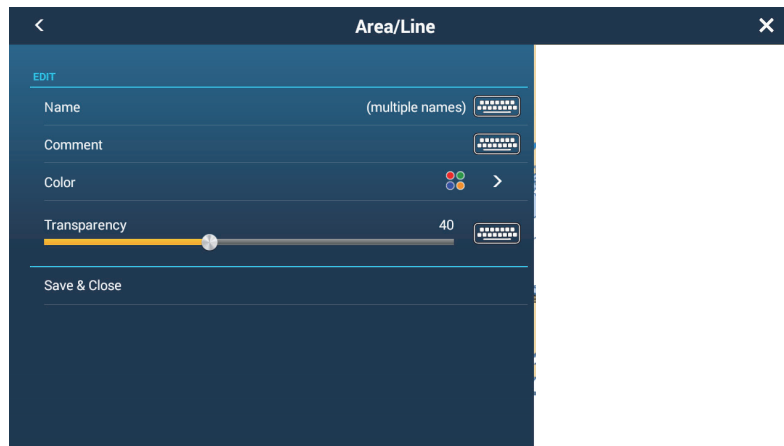 Area/Line
EDIT
Name (multiple names)
Comment
Color
Transparency 40
Save & Close